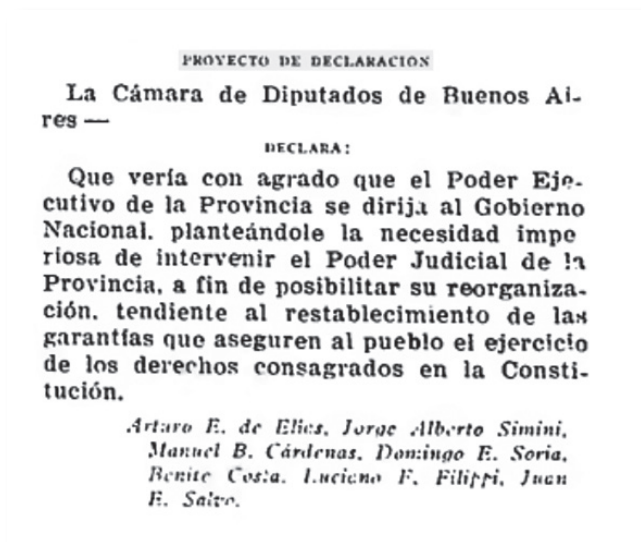 PROYECTO DE DECLARACION
La Cámara de Diputados de Buenos Ai-
res —
DECLARA:
Que vería con agrado que el Poder Eje-
cutivo de la Provincia se dirija al Gobierno
Nacional, planteándole la necesidad impe
riosa de intervenir el Poder Judicial de la
Provincia, a fin de posibilitar su reorganiza-
ción, tendiente al restablecimiento de las
garantías que aseguren al pueblo el ejercicio
de los derechos consagrados en la Consti-
tución.
Arturo E. de Elies, Jorge Alberto Simini,
Manuel B. Cárdenas, Domingo E. Soria,
Benito Costa, Luciano F. Filippi, Juan
E. Salvo.